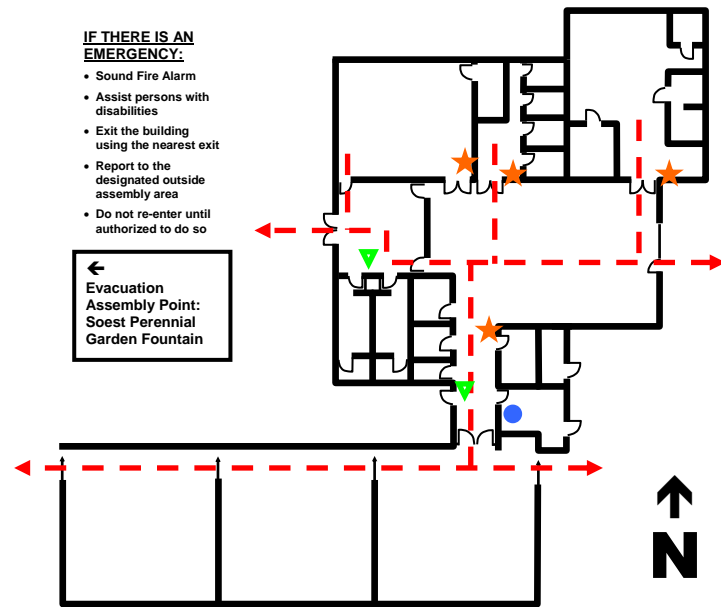 IF THERE IS AN
EMERGENCY:
• Sound Fire Alarm
• Assist persons with
disabilities
• Exit the building
using the nearest exit
• Report to the
designated outside
assembly area
• Do not re-enter until
authorized to do so
←
Evacuation
Assembly Point:
Soest Perennial
Garden Fountain
N